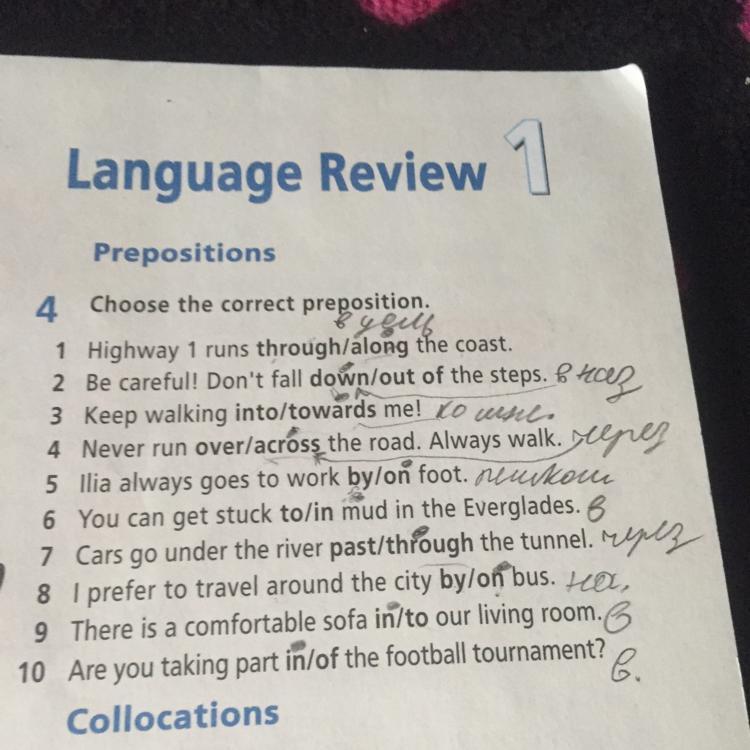 Language Review 1
Prepositions
4 Choose the correct preposition.
1 Highway 1 runs through/along the coast.
2 Be careful! Don't fall down/out of the steps. в наз
3 Keep walking into/towards me! ко мне.
4 Never run over/across the road. Always walk. через
5 Ilia always goes to work by/on foot. пешком
6 You can get stuck to/in mud in the Everglades. в
7 Cars go under the river past/through the tunnel. через
8 I prefer to travel around the city by/on bus. на.
9 There is a comfortable sofa in/to our living room. в
10 Are you taking part in/of the football tournament? в.
Collocations